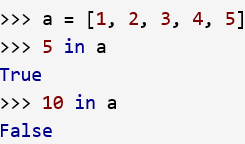 >>> a = [1, 2, 3, 4, 5]
>>> 5 in a
True
>>> 10 in a
False